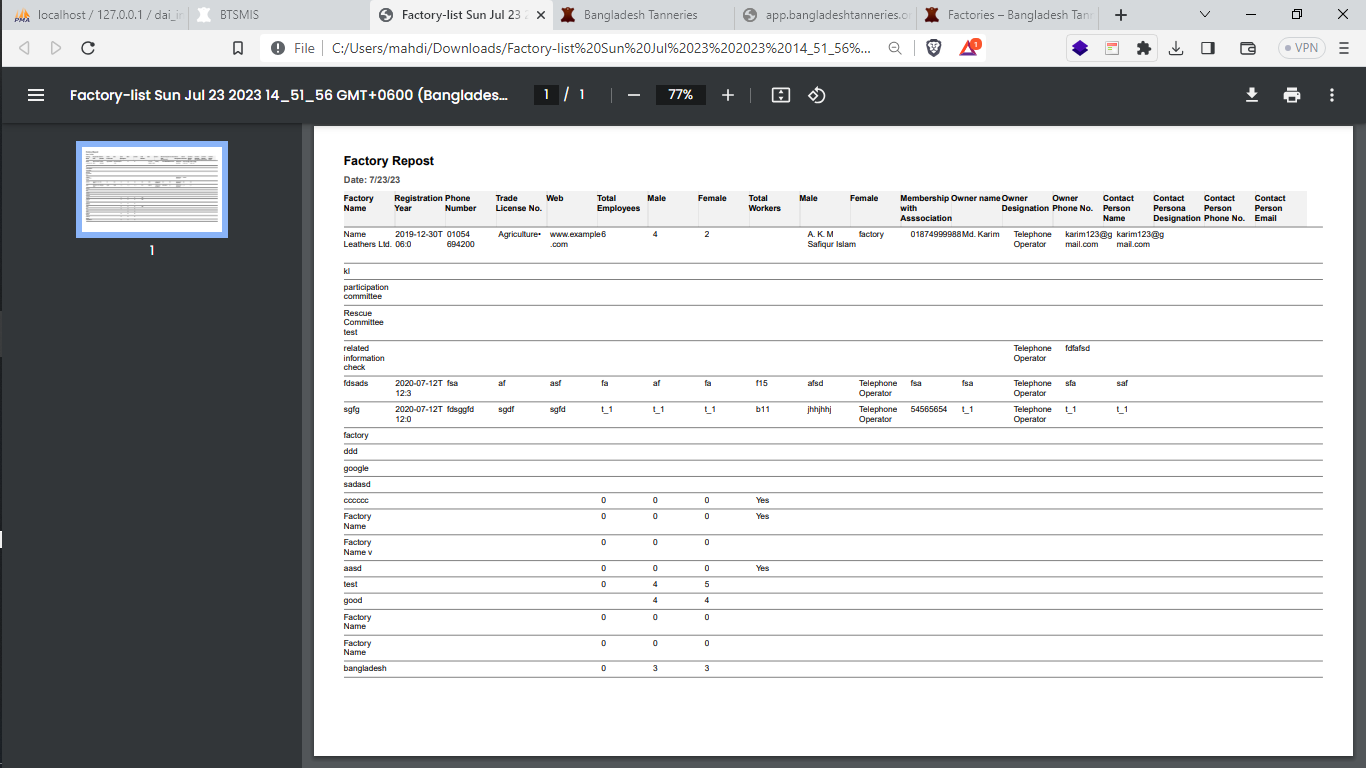 localhost / 127.0.0.1 / dai_in
BTSMIS
Factory-list Sun Jul 23 2
Bangladesh Tanneries
app.bangladeshtanneries.o
Factories – Bangladesh Tan
File
C:/Users/mahdi/Downloads/Factory-list%20Sun%20Jul%2023%202023%2014_51_56%...
1
VPN
Factory-list Sun Jul 23 2023 14_51_56 GMT+0600 (Banglades...
1 / 1
77%
1
Factory Repost
Date: 7/23/23
Factory Registration Phone Trade Web Total Male Female Total Male Female Membership Owner name Owner Owner Contact Contact Contact Contact
Name Year Number License No. Employees Workers with Designation Phone No. Person Persona Person Person
Asssociation Name Designation Phone No. Email
Name 2019-12-30T 01054 Agriculture• www.example 6 4 2 A. K. M factory 01874999988 Md. Karim Telephone karim123@g karim123@g
Leathers Ltd. 06:0 694200 .com Safiqur Islam Operator mail.com mail.com
kl
participation
committee
Rescue
Committee
test
related Telephone fdfafsd
information Operator
check
fdsads 2020-07-12T fsa af asf fa af fa f15 afsd Telephone fsa fsa Telephone sfa saf
12:3 Operator Operator
sgfg 2020-07-12T fdsggfd sgdf sgfd t_1 t_1 t_1 b11 jhhjhhj Telephone 54565654 t_1 Telephone t_1 t_1
12:0 Operator Operator
factory
ddd
google
sadasd
cccccc 0 0 0 Yes
Factory 0 0 0 Yes
Name
Factory 0 0 0
Name v
aasd 0 0 0 Yes
test 0 4 5
good 4 4
Factory 0 0 0
Name
Factory 0 0 0
Name
bangladesh 0 3 3